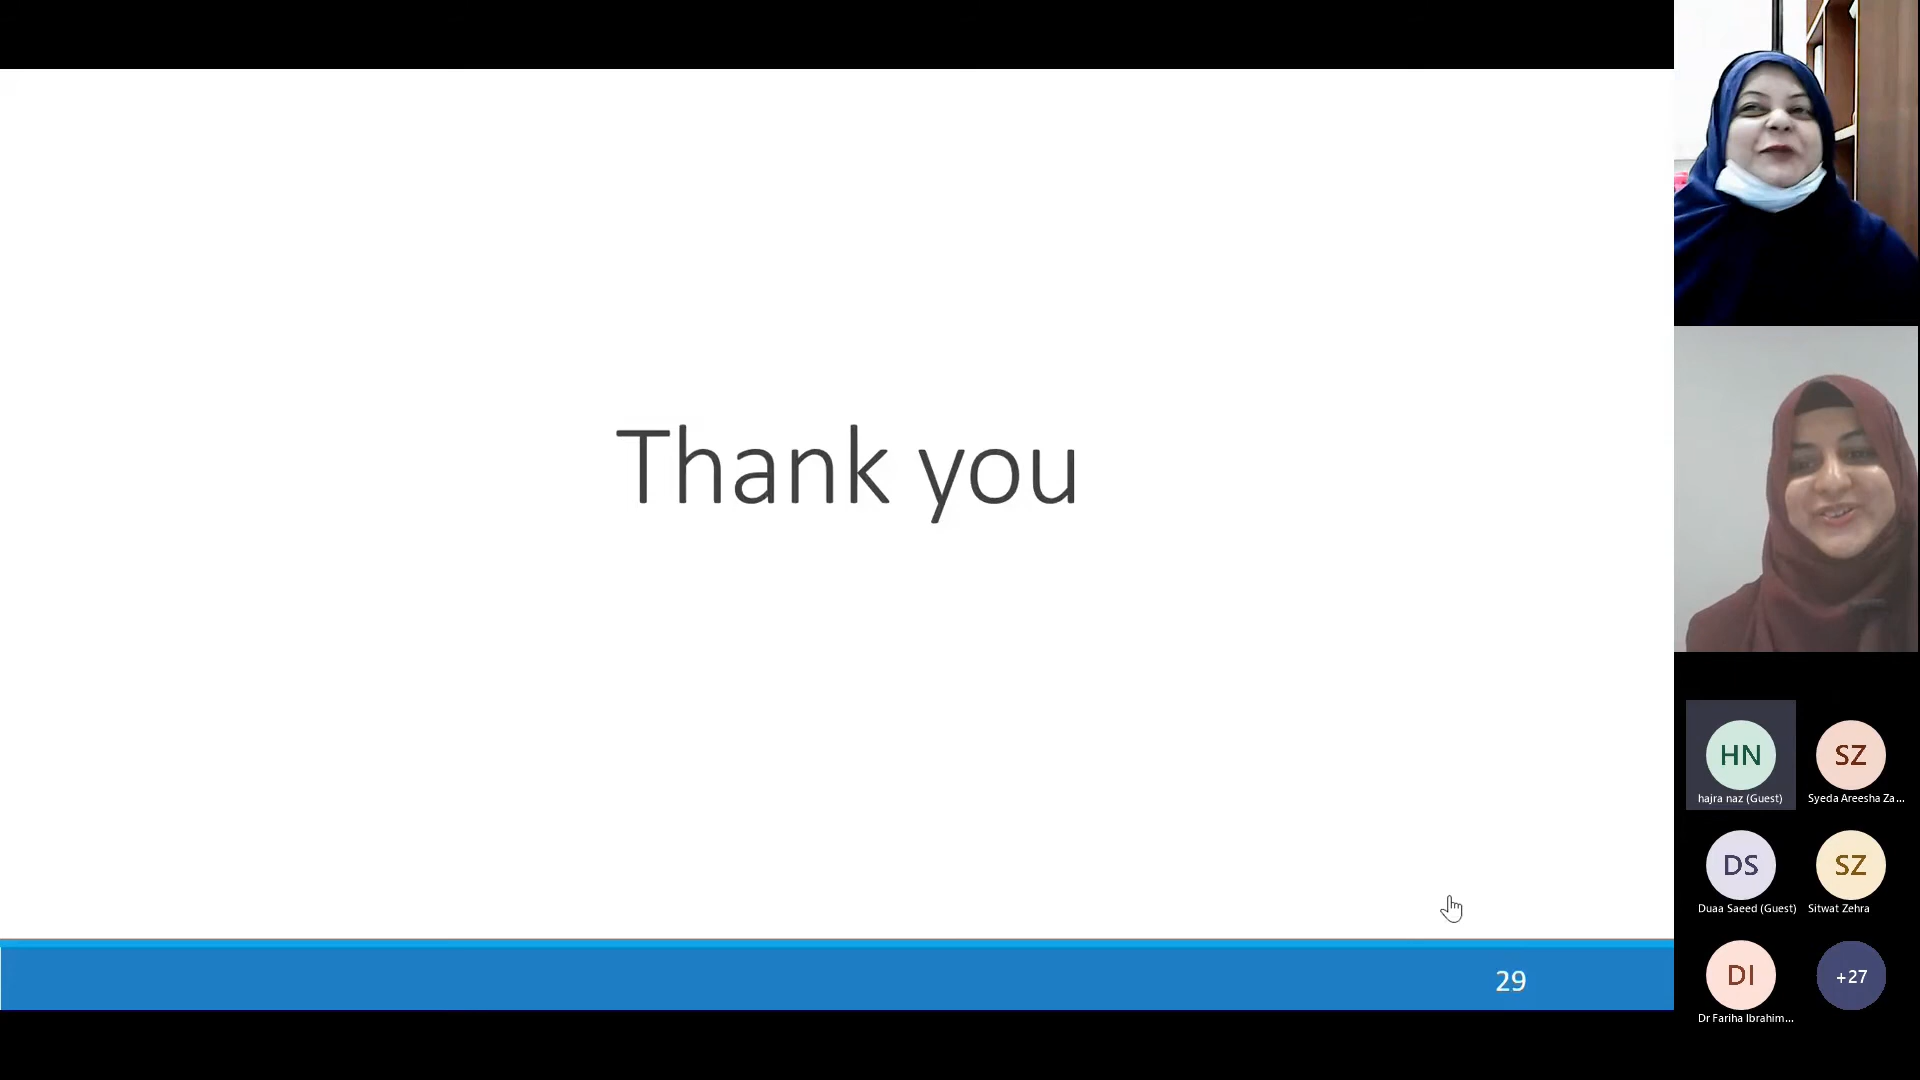 Thank you
29
HN
hajra naz (Guest)
SZ
Syeda Areesha Za...
DS
Duaa Saeed (Guest)
SZ
Sitwat Zehra
DI
Dr Fariha Ibrahim...
+27